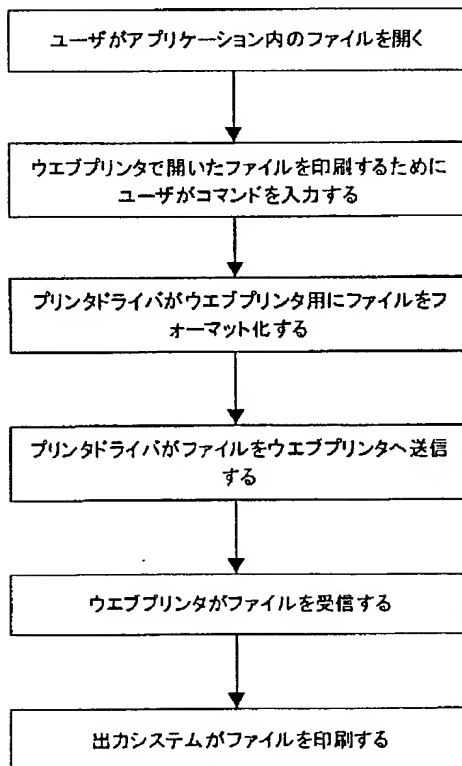 ユーザがアプリケーション内のファイルを開く
ウエブプリンタで開いたファイルを印刷するために
ユーザがコマンドを入力する
プリンタドライバがウエブプリンタ用にファイルをフ
ォーマット化する
プリンタドライバがファイルをウエブプリンタへ送信
する
ウエブプリンタがファイルを受信する
出力システムがファイルを印刷する